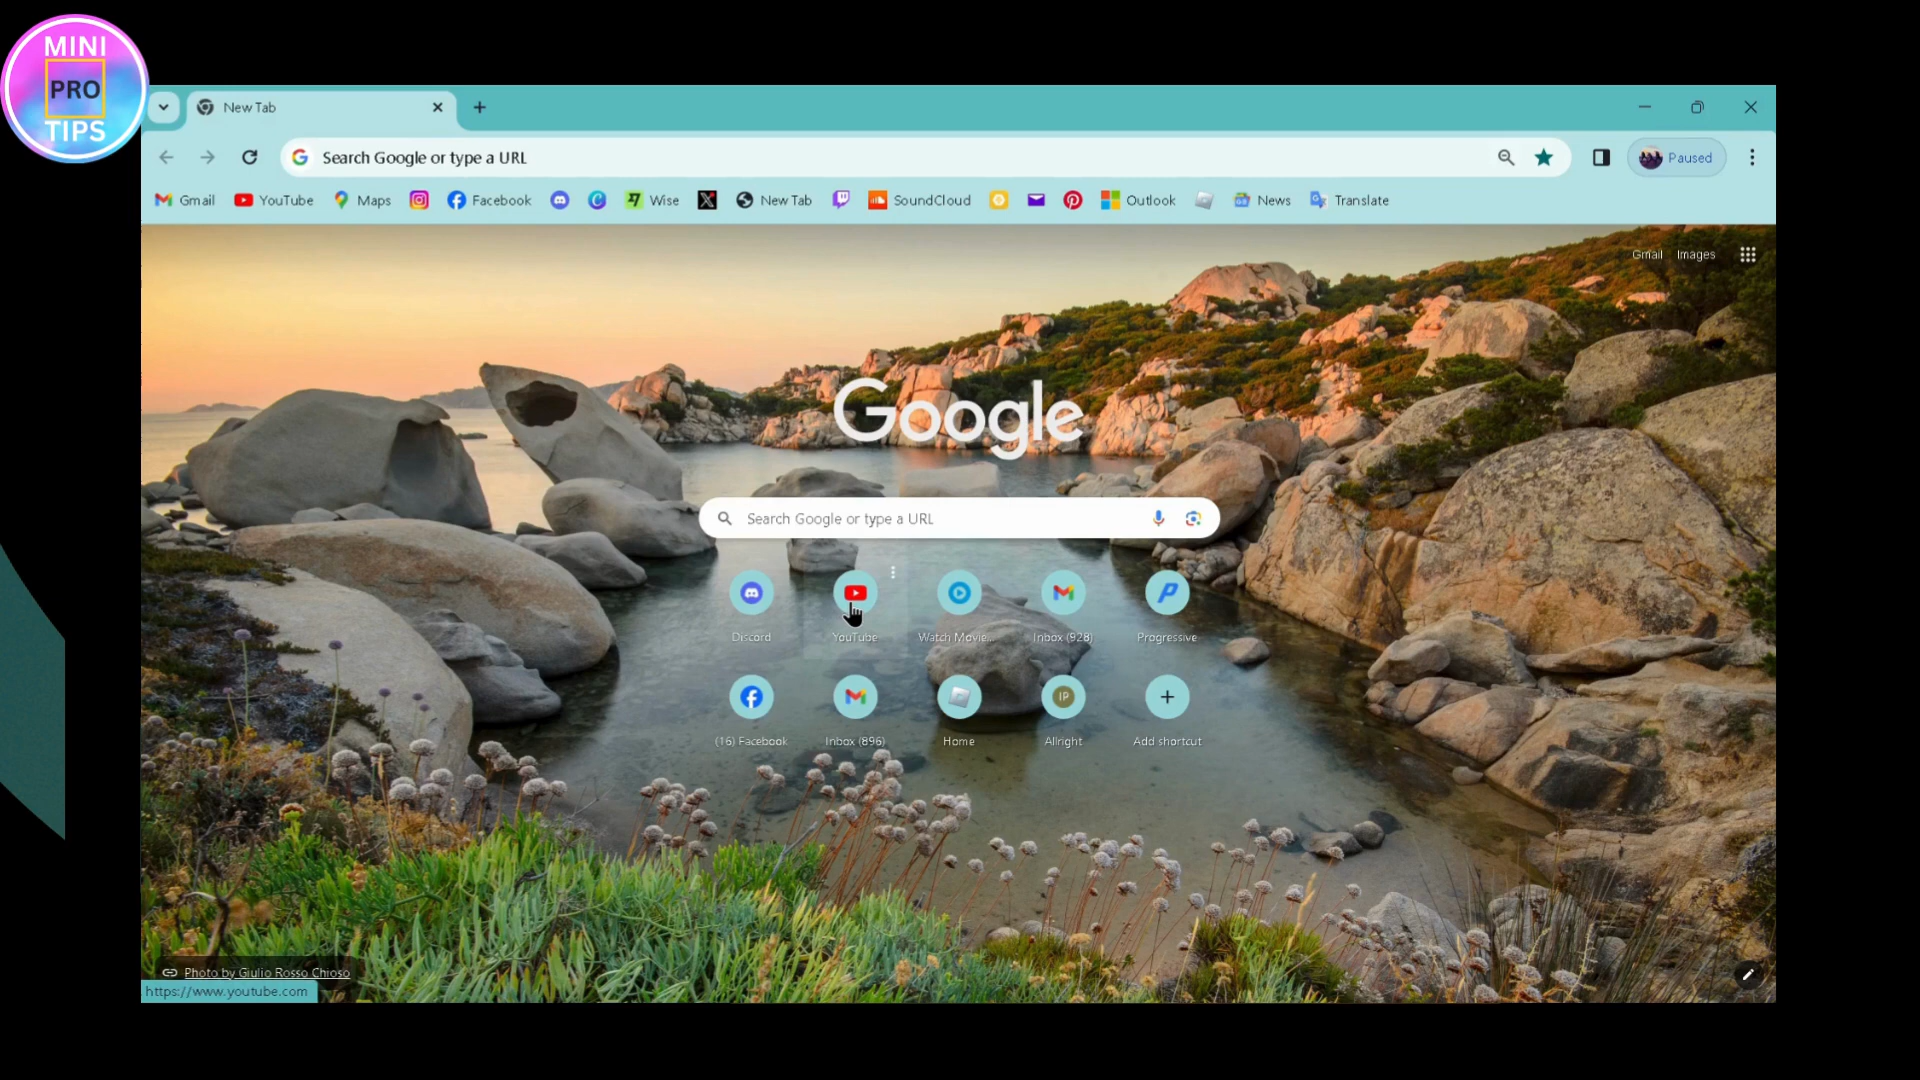 MINI
PRO
TIPS
New Tab
Search Google or type a URL
Paused
Gmail YouTube Maps Facebook Wise New Tab SoundCloud Outlook News Translate
Gmail Images
Google
Search Google or type a URL
Discord YouTube Watch Movie... Inbox (928) Progressive
IP
(16) Facebook Inbox (896) Home Allright Add shortcut
Photo by Giulio Rosso Chioso
https://www.youtube.com